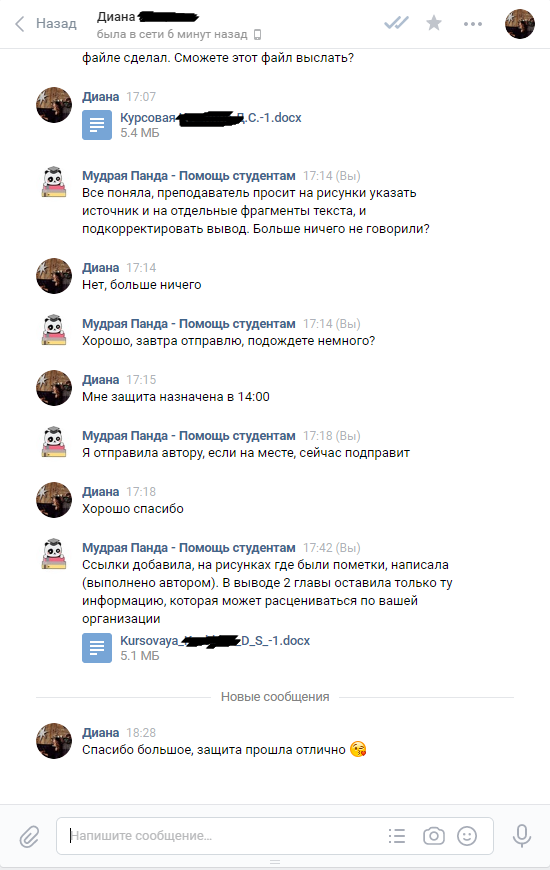 Назад
Диана
была в сети 6 минут назад
файле сделал. Сможете этот файл выслать?
Диана 17:07
Курсовая Д.С.-1.docx
5.4 МБ
Мудрая Панда - Помощь студентам 17:14 (Вы)
Все поняла, преподаватель просит на рисунки указать
источник и на отдельные фрагменты текста, и
подкорректировать вывод. Больше ничего не говорили?
Диана 17:14
Нет, больше ничего
Мудрая Панда - Помощь студентам 17:14 (Вы)
Хорошо, завтра отправлю, подождете немного?
Диана 17:15
Мне защита назначена в 14:00
Мудрая Панда - Помощь студентам 17:18 (Вы)
Я отправила автору, если на месте, сейчас подправит
Диана 17:18
Хорошо спасибо
Мудрая Панда - Помощь студентам 17:42 (Вы)
Ссылки добавила, на рисунках где были пометки, написала
(выполнено автором). В выводе 2 главы оставила только ту
информацию, которая может расцениваться по вашей
организации
Kursovaya_ _D_S_-1.docx
5.1 МБ
Новые сообщения
Диана 18:28
Спасибо большое, защита прошла отлично 😘
Напишите сообщение...